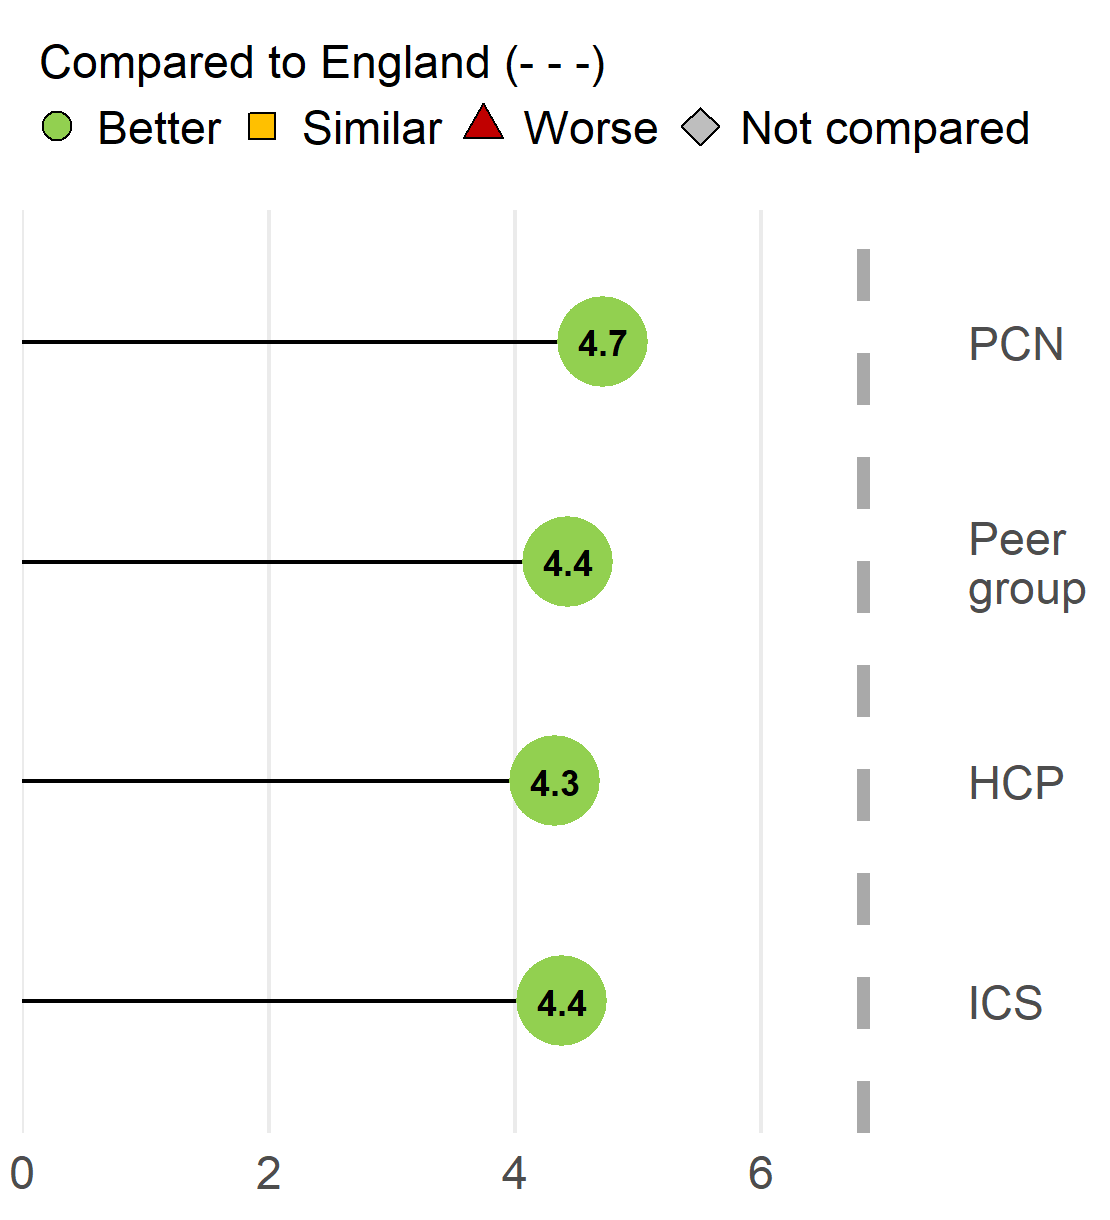 Compared to England (- - -)
Better Similar Worse Not compared
4.7 PCN
4.4 Peer
group
4.3 HCP
4.4 ICS
0 2 4 6